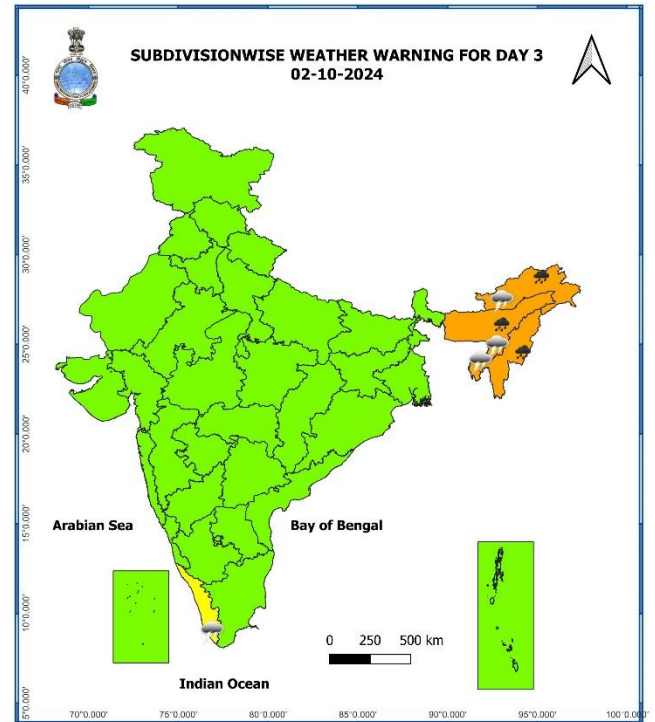 SUBDIVISIONWISE WEATHER WARNING FOR DAY 3
02-10-2024
40°0.000'
35°0.000'
30°0.000'
25°0.000'
20°0.000'
15°0.000'
10°0.000'
5°0.000'
Arabian Sea
Bay of Bengal
0 250 500 km
Indian Ocean
70°0.000' 75°0.000' 80°0.000' 85°0.000' 90°0.000' 95°0.000' 100°0.000'